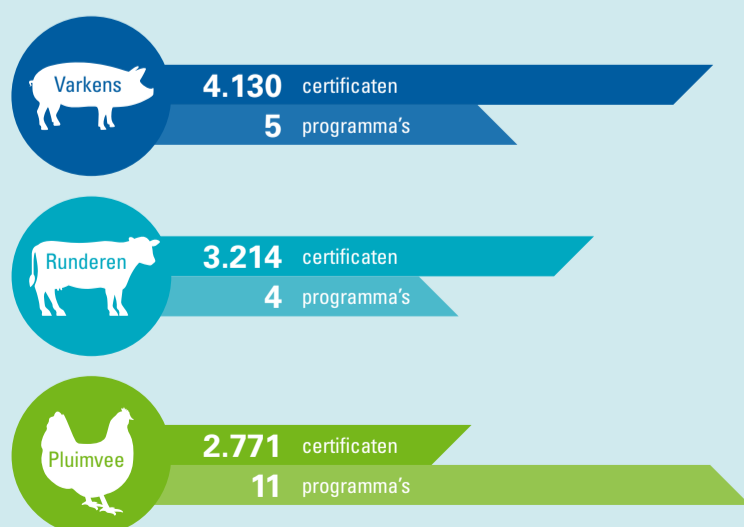 Varkens
4.130 certificaten
5 programma's
Runderen
3.214 certificaten
4 programma's
Pluimvee
2.771 certificaten
11 programma's